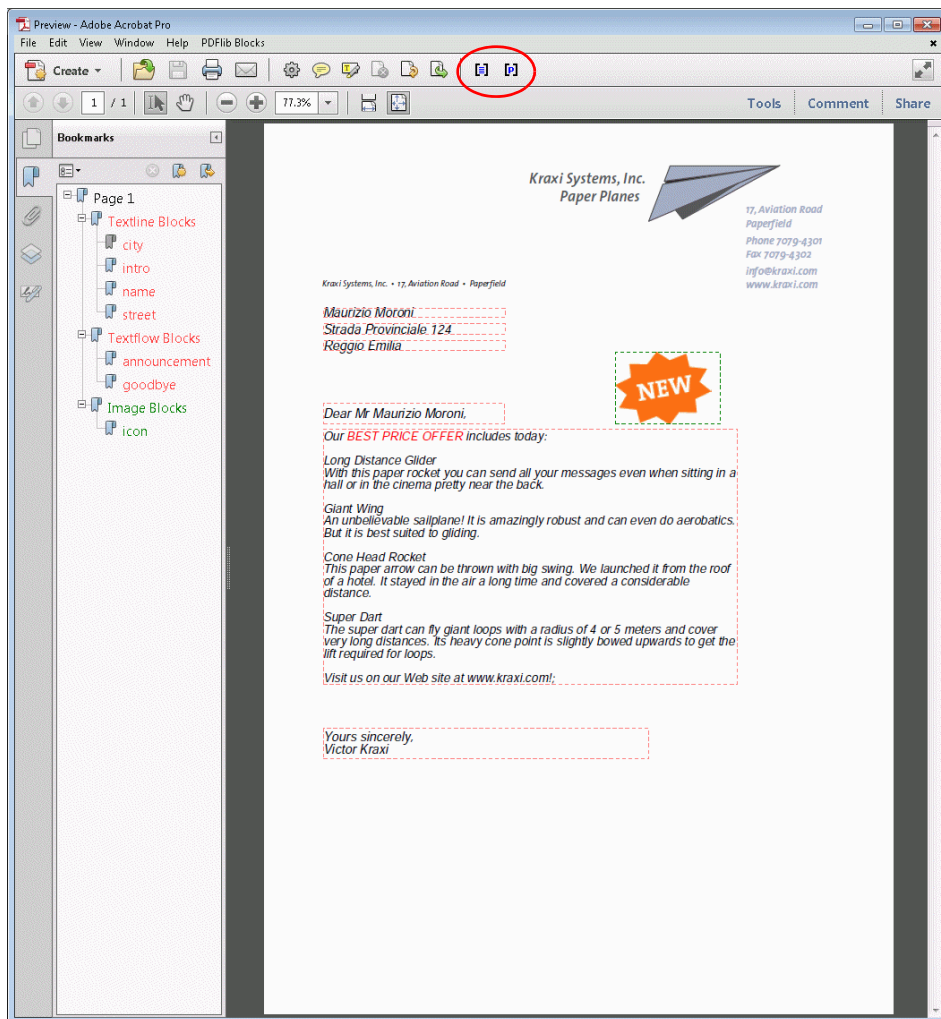 Preview - Adobe Acrobat Pro
File Edit View Window Help PDFlib Blocks
Create
T
[P]
1 / 1
77.3%
Tools Comment Share
Bookmarks
Page 1
Textline Blocks
city
intro
name
street
Textflow Blocks
announcement
goodbye
Image Blocks
icon
Kraxi Systems, Inc.
Paper Planes
17, Aviation Road
Paperfield
Phone 7079-4301
Fax 7079-4302
info@kraxi.com
www.kraxi.com
Kraxi Systems, Inc. • 17, Aviation Road • Paperfield
Maurizio Moroni
Strada Provinciale 124
Reggio Emilia
NEW
Dear Mr Maurizio Moroni,
Our BEST PRICE OFFER includes today:
Long Distance Glider
With this paper rocket you can send all your messages even when sitting in a
hall or in the cinema pretty near the back.
Giant Wing
An unbelievable sailplane! It is amazingly robust and can even do aerobatics.
But it is best suited to gliding.
Cone Head Rocket
This paper arrow can be thrown with big swing. We launched it from the roof
of a hotel. It stayed in the air a long time and covered a considerable
distance.
Super Dart
The super dart can fly giant loops with a radius of 4 or 5 meters and cover
very long distances. Its heavy cone point is slightly bowed upwards to get the
lift required for loops.
Visit us on our Web site at www.kraxi.com!;
Yours sincerely,
Victor Kraxi